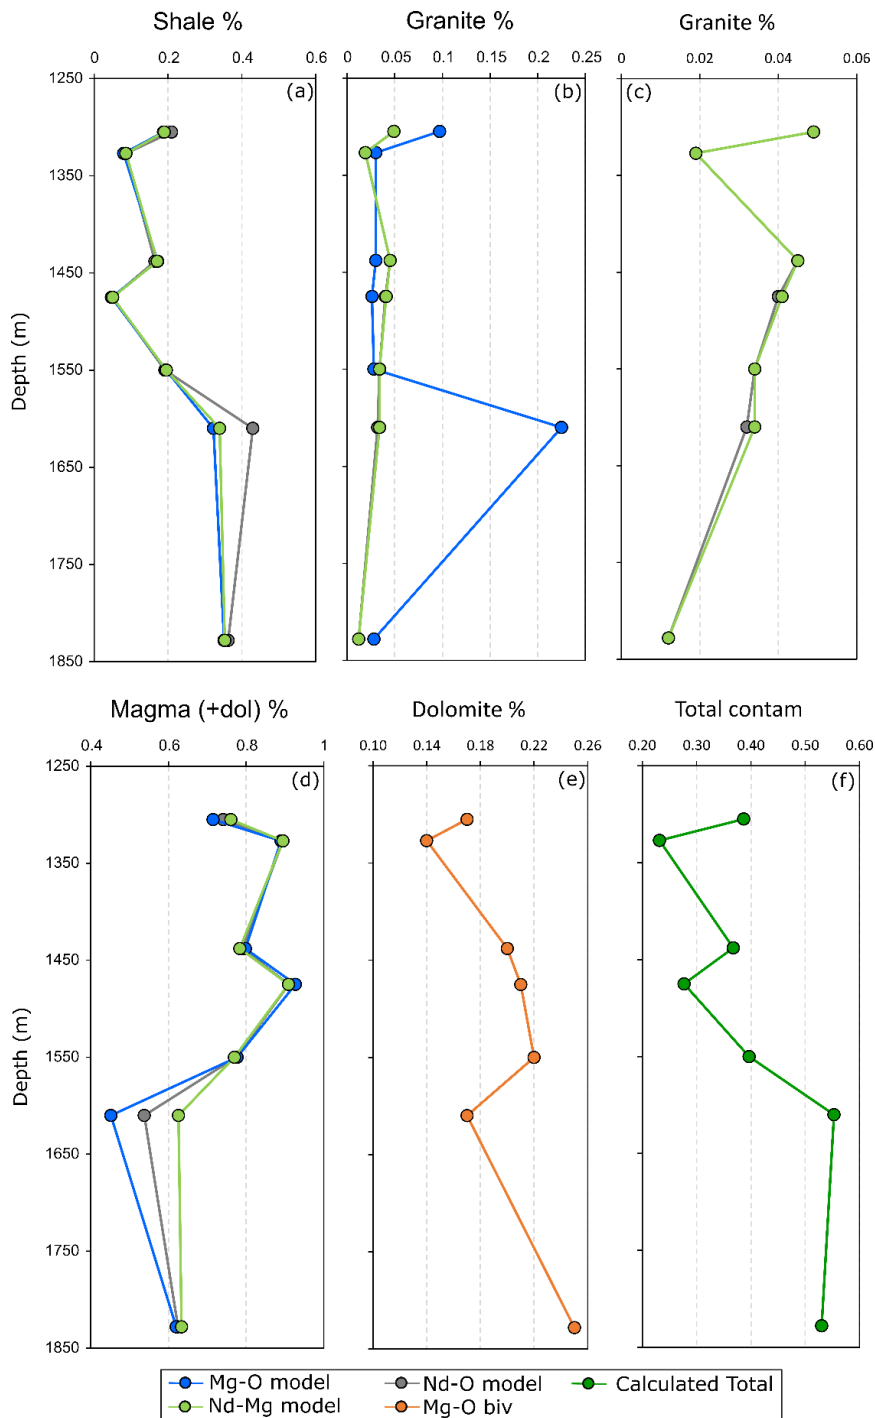 Shale %
Granite %
Granite %
0 0.2 0.4 0.6
0 0.05 0.1 0.15 0.2 0.25
0 0.02 0.04 0.06
(a)
(b)
(c)
1250
1350
1450
1550
1650
1750
1850
Depth (m)
Magma (+dol) %
Dolomite %
Total contam
0.4 0.6 0.8 1
0.10 0.14 0.18 0.22 0.26
0.20 0.30 0.40 0.50 0.60
(d)
(e)
(f)
1250
1350
1450
1550
1650
1750
1850
Depth (m)
Mg-O model
Nd-O model
Calculated Total
Nd-Mg model
Mg-O biv